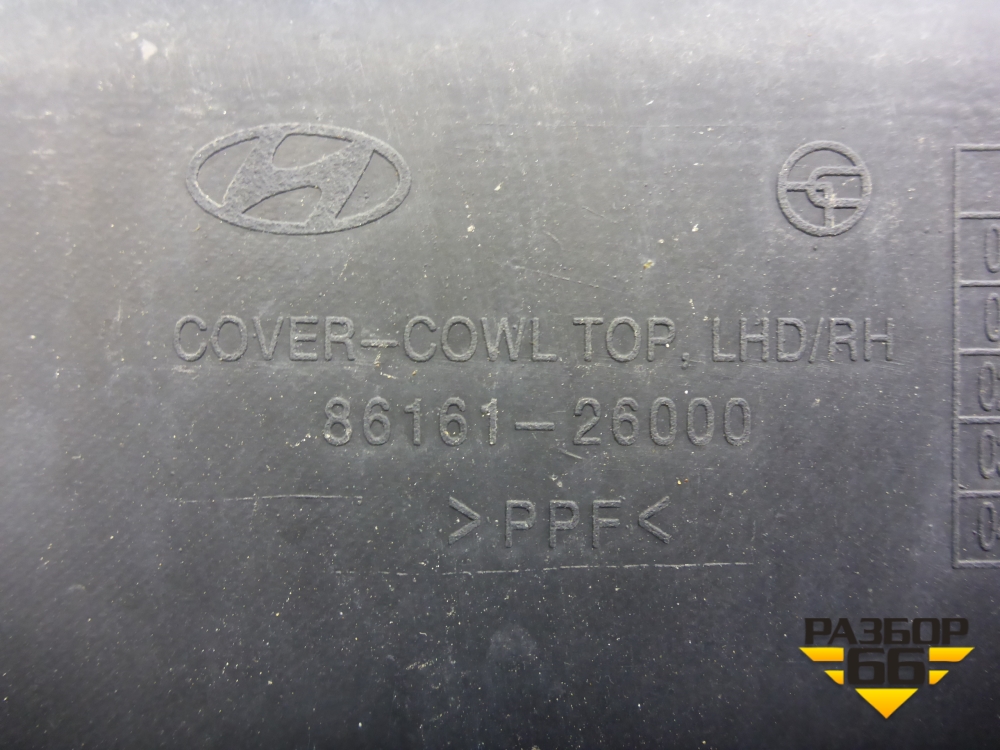 COVER-COWL TOP, LHD/RH
86161-26000
>PPF<
РАЗБОР
66